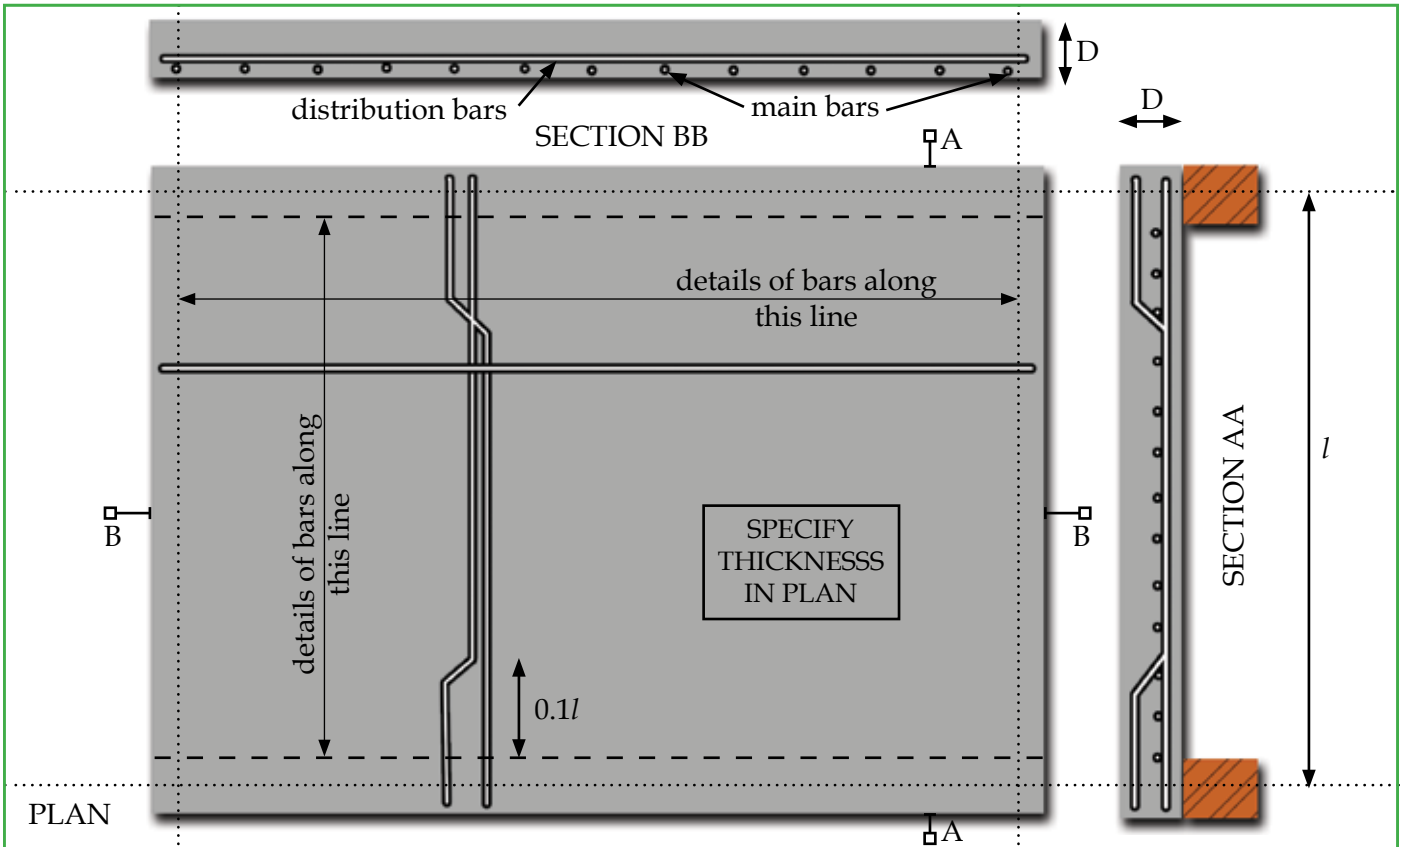 D
distribution bars
main bars
SECTION BB
D
A
details of bars along
this line
details of bars along
this line
SECTION AA
l
B
B
SPECIFY
THICKNESSS
IN PLAN
0.1l
PLAN
A